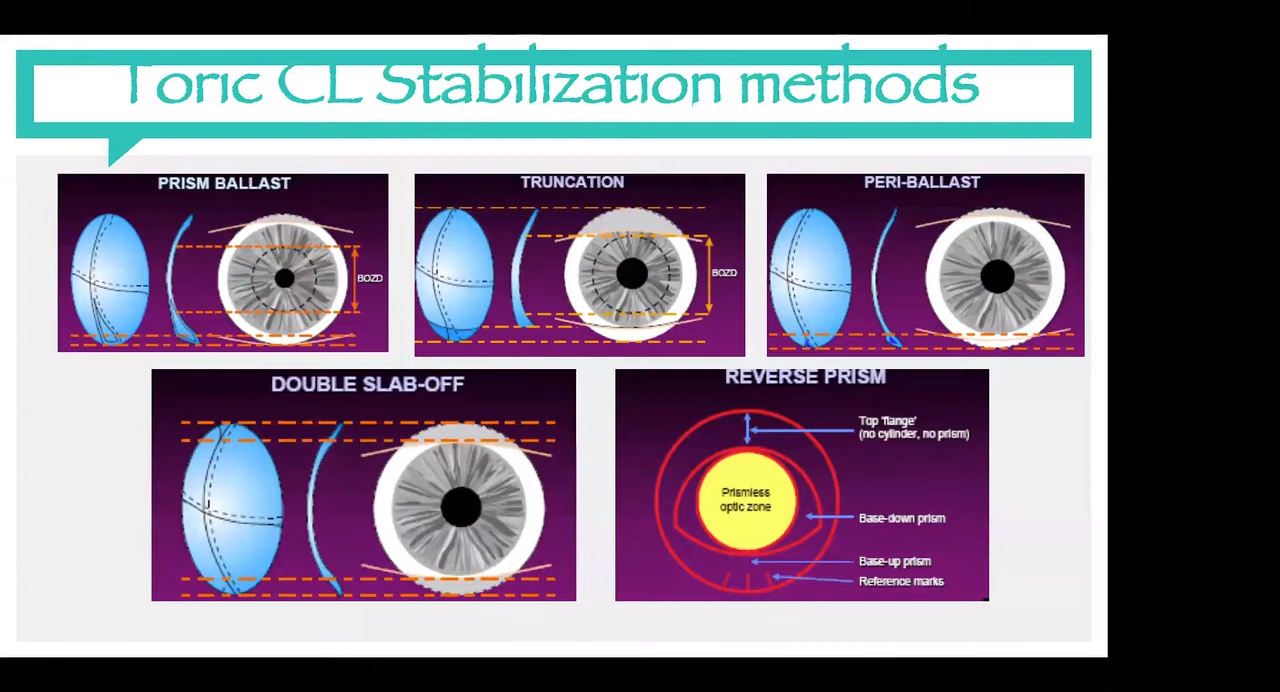 Toric CL Stabilization methods
PRISM BALLAST
BOZD
TRUNCATION
BOZD
PERI-BALLAST
DOUBLE SLAB-OFF
REVERSE PRISM
Top 'flange'
(no cylinder, no prism)
Prismless
optic zone
Base-down prism
Base-up prism
Reference marks